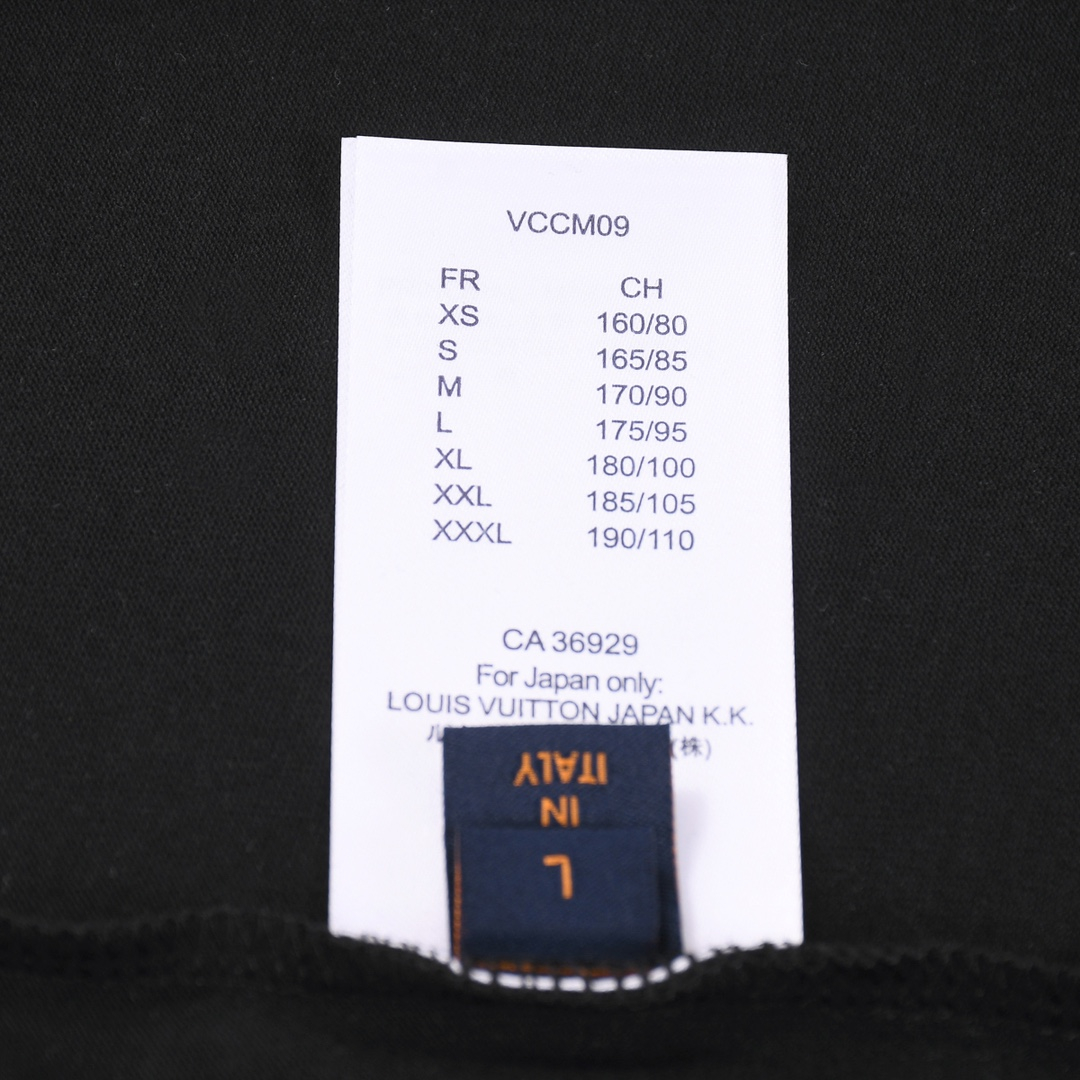 VCCM09
FR CH
XS 160/80
S 165/85
M 170/90
L 175/95
XL 180/100
XXL 185/105
XXXL 190/110
CA 36929
For Japan only:
LOUIS VUITTON JAPAN K.K.
(株)
IN
ITALY
L